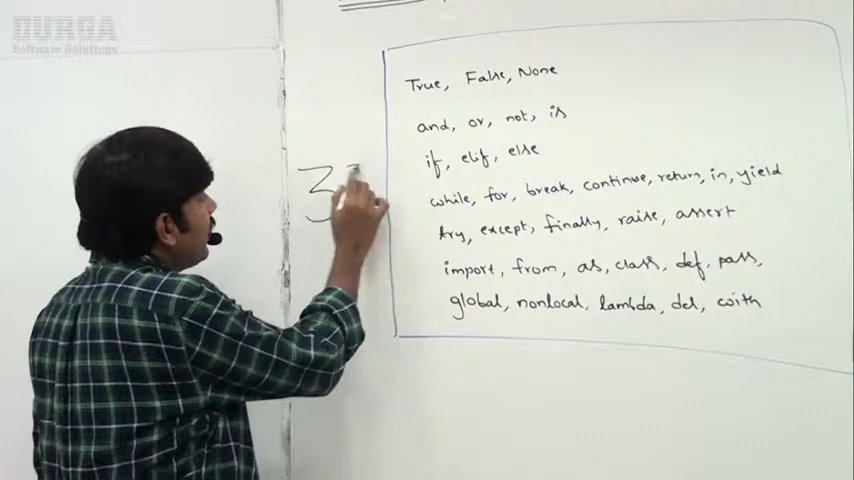 DURGA
Software Solutions
True, False, None
and, or, not, is
if, elif, else
while, for, break, continue, return, in, yield
try, except, finally, raise, assert
import, from, as, class, def, pass,
global, nonlocal, lambda, del, with
3